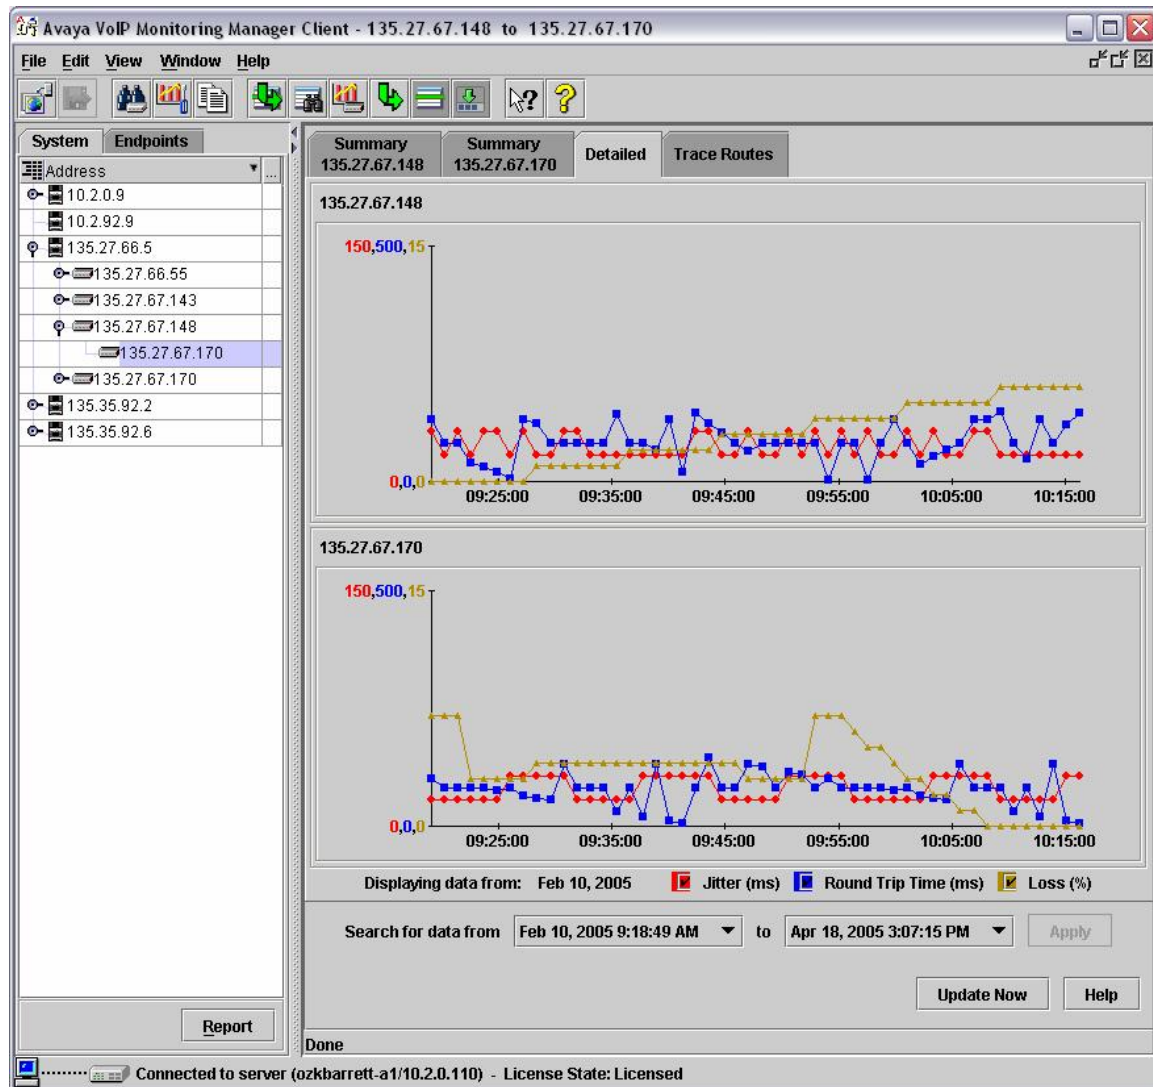 Avaya VoIP Monitoring Manager Client - 135.27.67.148 to 135.27.67.170
File Edit View Window Help
System Endpoints
Address ...
10.2.0.9
10.2.92.9
135.27.66.5
135.27.66.55
135.27.67.143
135.27.67.148
135.27.67.170
135.27.67.170
135.35.92.2
135.35.92.6
Report
Summary 135.27.67.148
Summary 135.27.67.170
Detailed
Trace Routes
135.27.67.148
150,500,15
0,0,0
09:25:00 09:35:00 09:45:00 09:55:00 10:05:00 10:15:00
135.27.67.170
150,500,15
0,0,0
09:25:00 09:35:00 09:45:00 09:55:00 10:05:00 10:15:00
Displaying data from: Feb 10, 2005 Jitter (ms) Round Trip Time (ms) Loss (%)
Search for data from Feb 10, 2005 9:18:49 AM to Apr 18, 2005 3:07:15 PM Apply
Update Now Help
Done
Connected to server (ozkbarrett-a1/10.2.0.110) - License State: Licensed